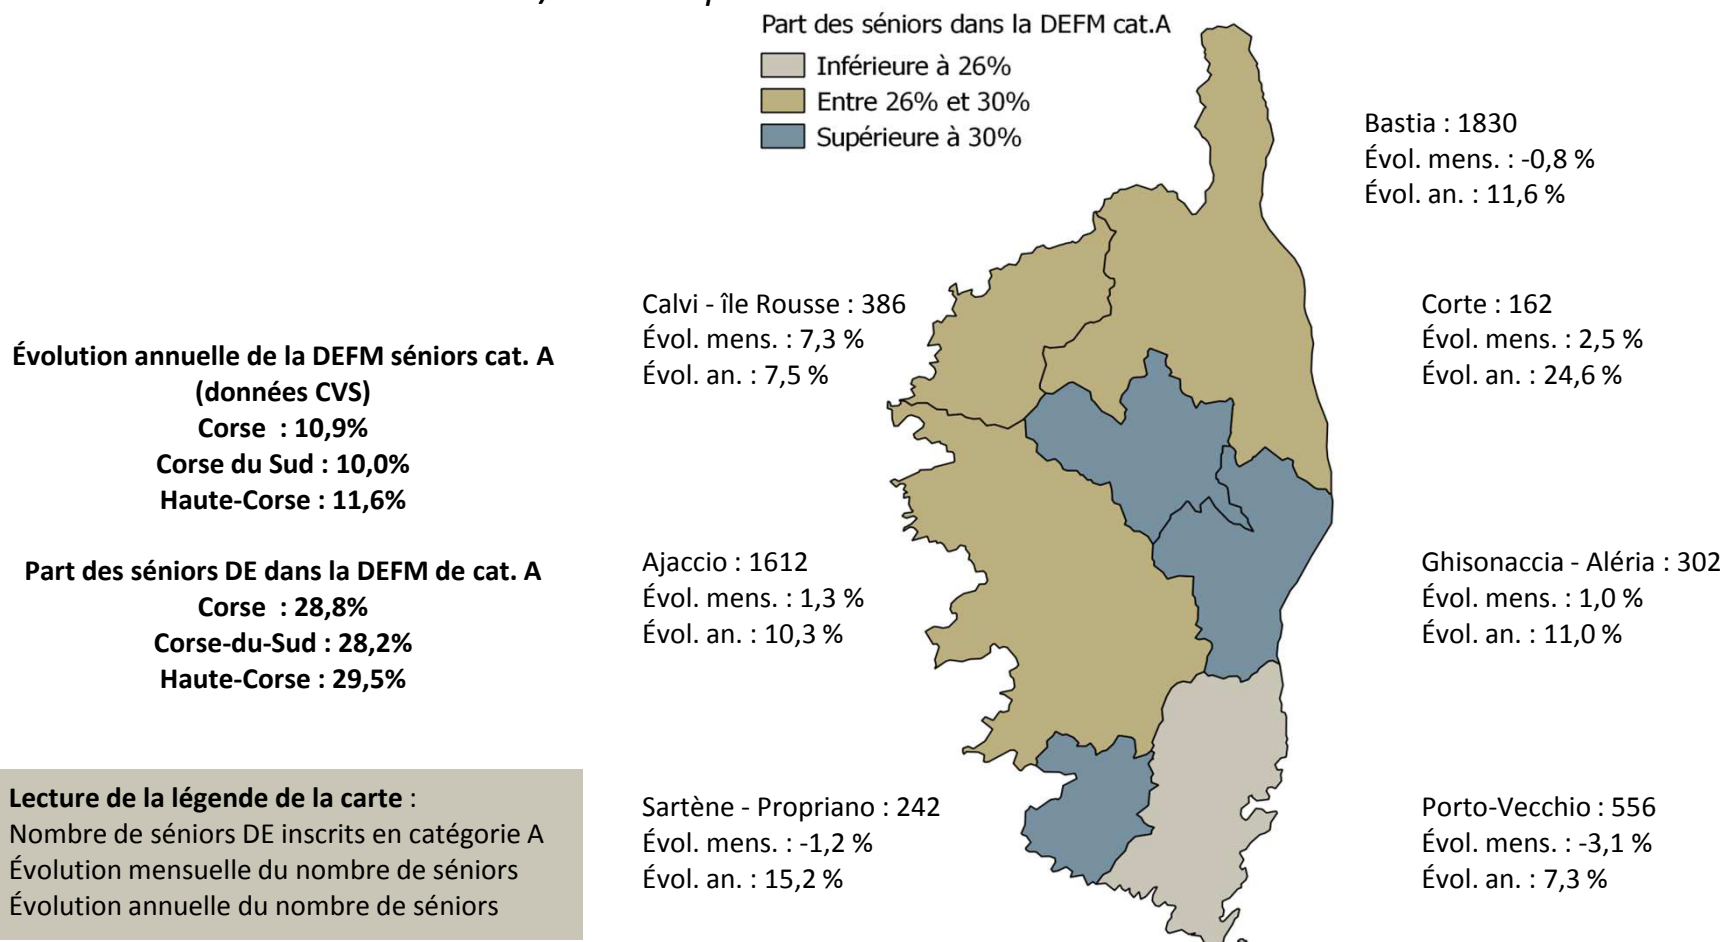 Part des séniors dans la DEFM cat.A
Inférieure à 26%
Entre 26% et 30%
Supérieure à 30%
Bastia : 1830
Évol. mens. : -0,8 %
Évol. an. : 11,6 %
Calvi - île Rousse : 386
Évol. mens. : 7,3 %
Évol. an. : 7,5 %
Corte : 162
Évol. mens. : 2,5 %
Évol. an. : 24,6 %
Évolution annuelle de la DEFM séniors cat. A
(données CVS)
Corse : 10,9%
Corse du Sud : 10,0%
Haute-Corse : 11,6%
Part des séniors DE dans la DEFM de cat. A
Corse : 28,8%
Corse-du-Sud : 28,2%
Haute-Corse : 29,5%
Ajaccio : 1612
Évol. mens. : 1,3 %
Évol. an. : 10,3 %
Ghisonaccia - Aléria : 302
Évol. mens. : 1,0 %
Évol. an. : 11,0 %
Lecture de la légende de la carte :
Nombre de séniors DE inscrits en catégorie A
Évolution mensuelle du nombre de séniors
Évolution annuelle du nombre de séniors
Sartène - Propriano : 242
Évol. mens. : -1,2 %
Évol. an. : 15,2 %
Porto-Vecchio : 556
Évol. mens. : -3,1 %
Évol. an. : 7,3 %